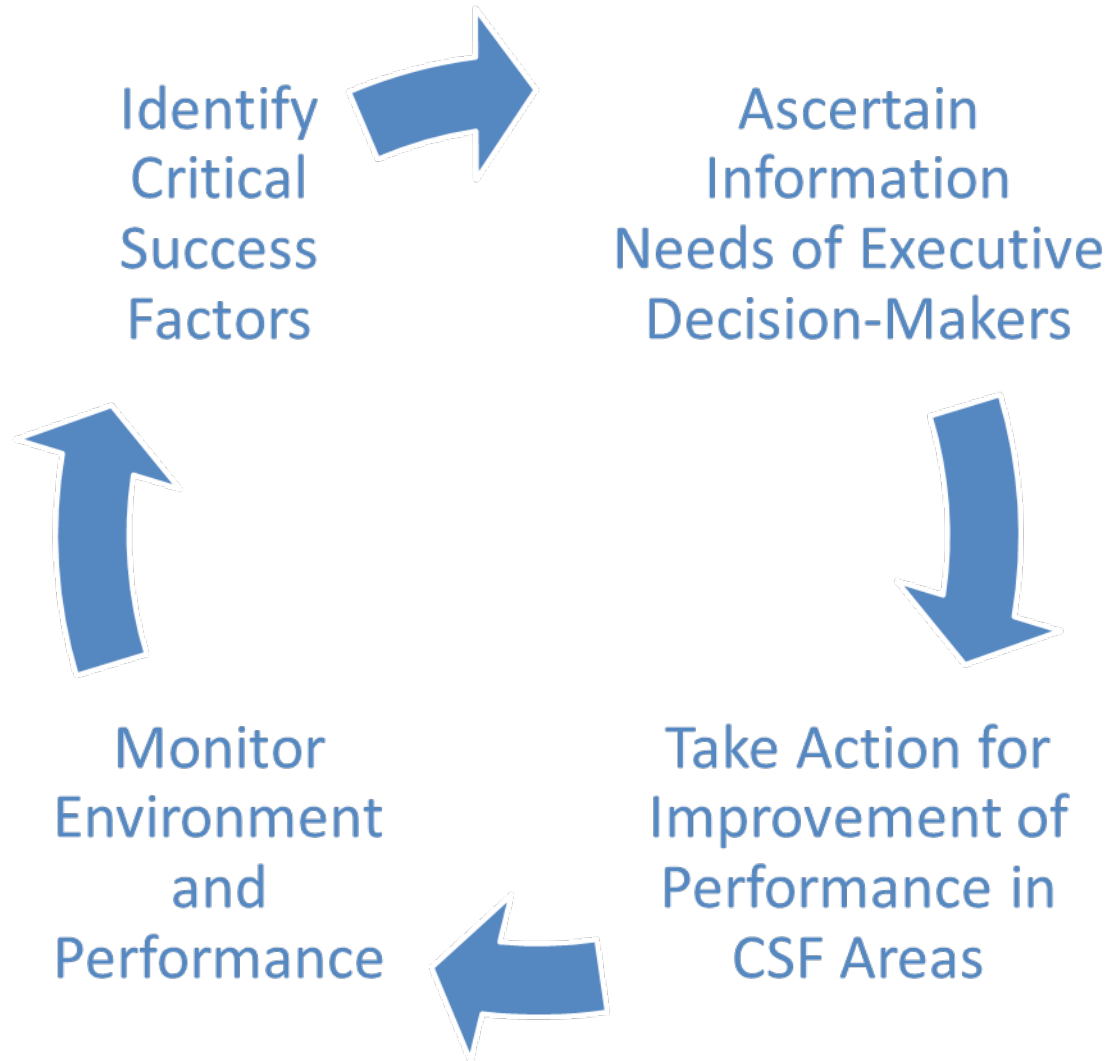 Identify
Critical
Success
Factors
Ascertain
Information
Needs of Executive
Decision-Makers
Take Action for
Improvement of
Performance in
CSF Areas
Monitor
Environment
and
Performance